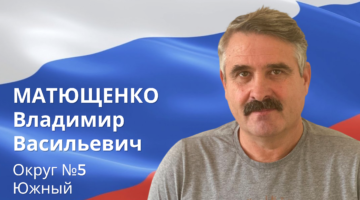 МАТЮЩЕНКО
Владимир
Васильевич
Округ №5
Южный